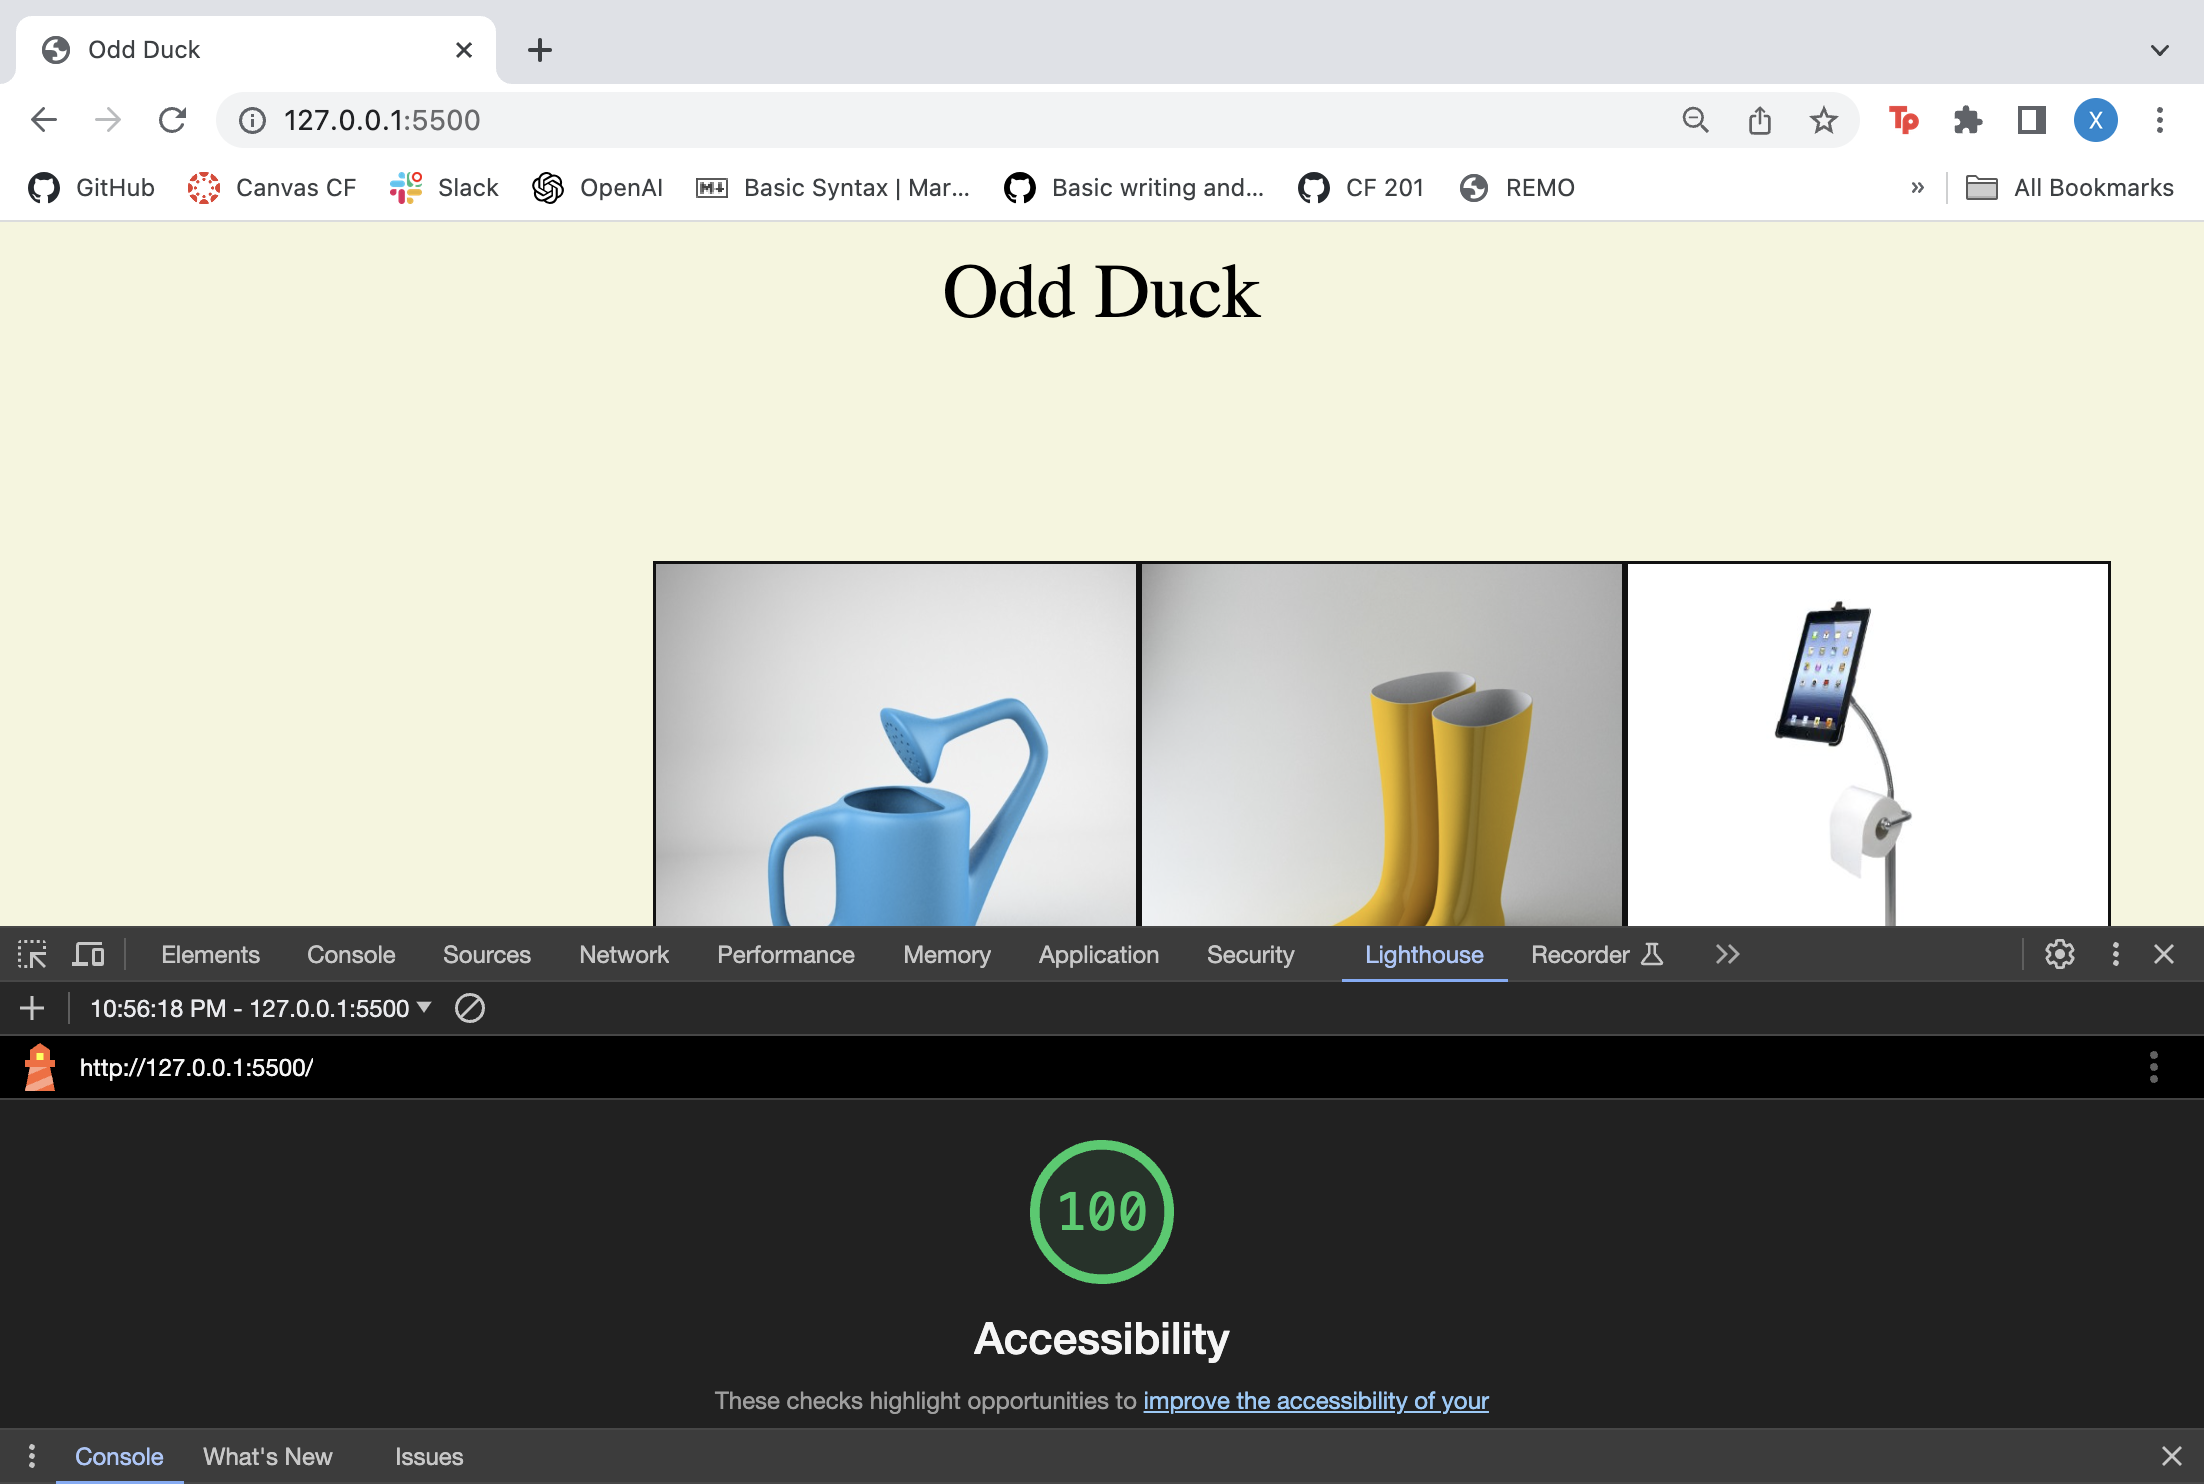 Odd Duck
127.0.0.1:5500
Tp
X
GitHub Canvas CF Slack OpenAI M Basic Syntax | Mar... Basic writing and... CF 201 REMO » All Bookmarks
Odd Duck
Elements Console Sources Network Performance Memory Application Security Lighthouse Recorder
10:56:18 PM - 127.0.0.1:5500
http://127.0.0.1:5500/
100
Accessibility
These checks highlight opportunities to improve the accessibility of your
Console What's New Issues